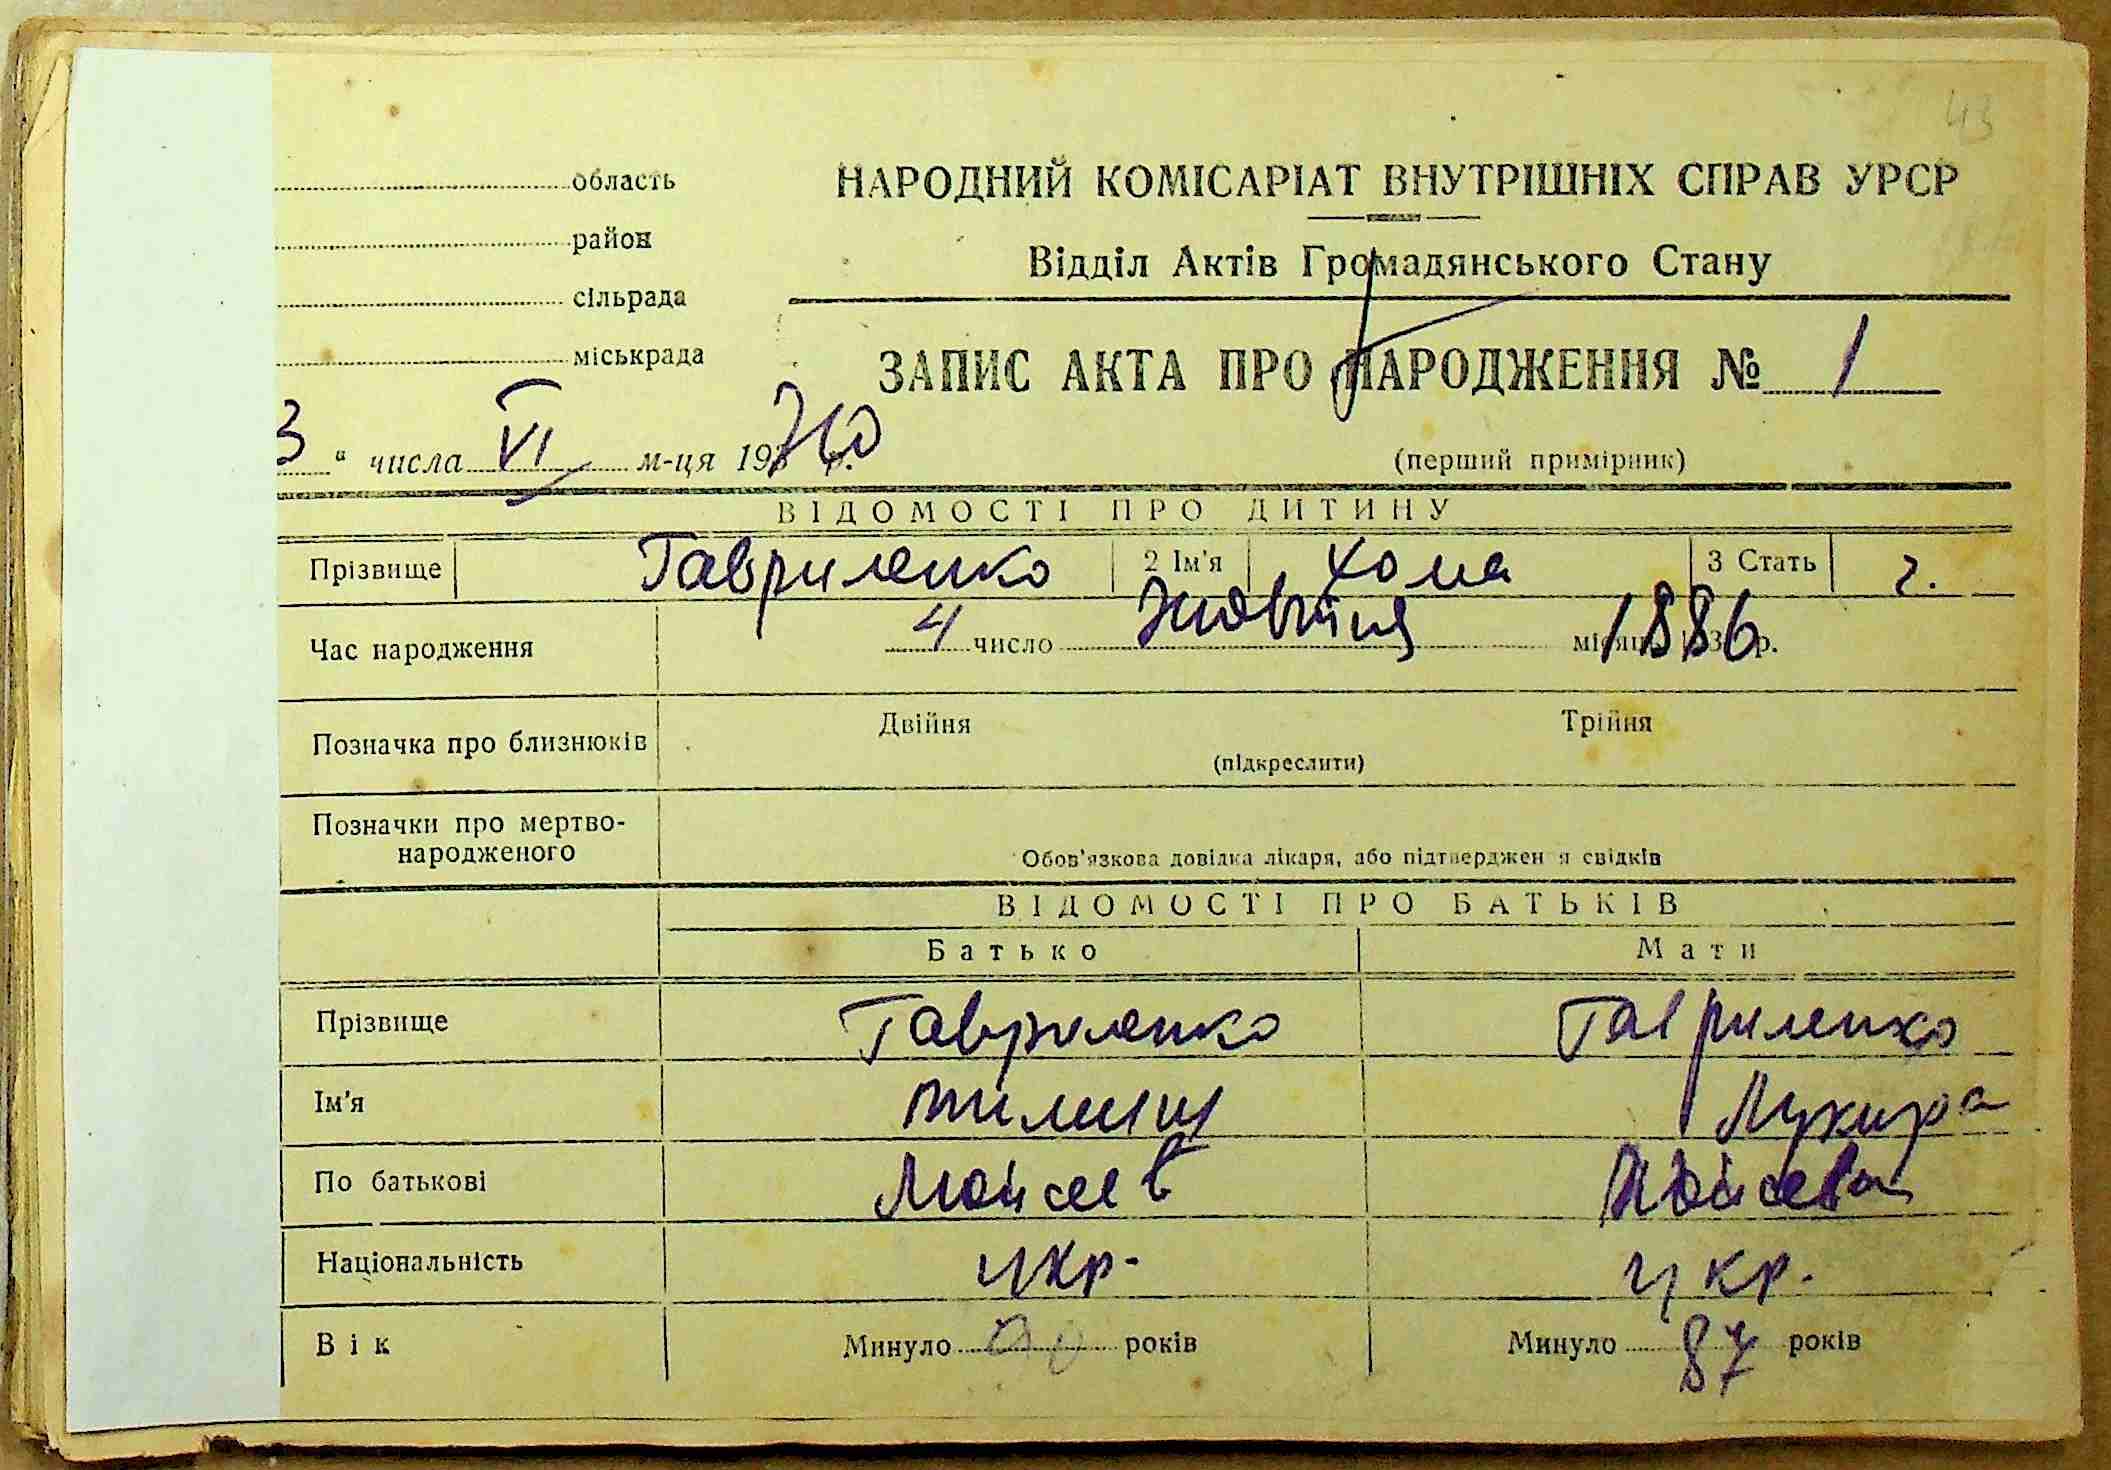 43
область
НАРОДНИЙ КОМІСАРІАТ ВНУТРІШНІХ СПРАВ УРСР
район
Відділ Актів Громадянського Стану
сільрада
міськрада
ЗАПИС АКТА ПРО НАРОДЖЕННЯ № 1
3 " числа VI м-ця 1940 р.
(перший примірник)
ВІДОМОСТІ ПРО ДИТИНУ
Прізвище Гавриленко 2 Ім'я Хома 3 Стать ч.
Час народження 4 число Жовтня місяця 1886 р.
Позначка про близнюків Двійня Трійня
(підкреслити)
Позначки про мертво-
народженого
Обов'язкова довідка лікаря, або підтвердження свідків
ВІДОМОСТІ ПРО БАТЬКІВ
Батько Мати
Прізвище Гавриленко Гавриленко
Ім'я
По батькові Мойсеев Мойсеева
Національність укр. укр.
Вік Минуло років Минуло 87 років